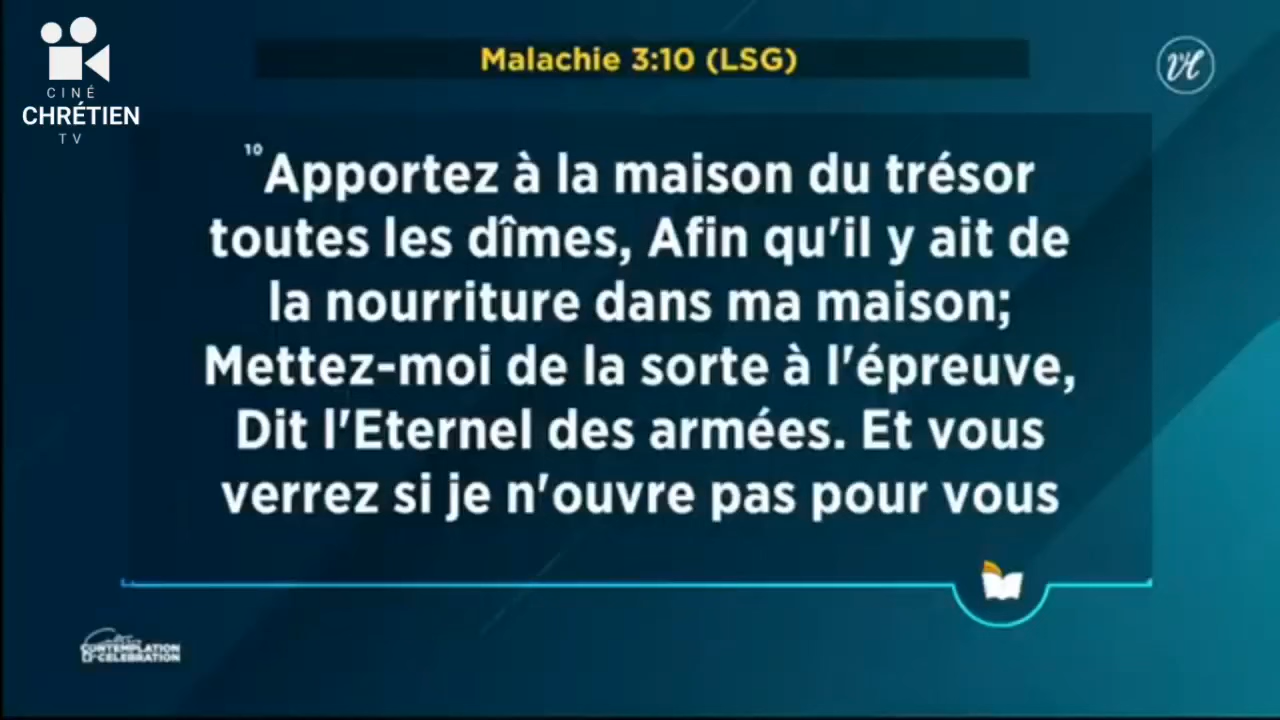 CINÉ
CHRÉTIEN
TV
Malachie 3:10 (LSG)
10 Apportez à la maison du trésor
toutes les dîmes, Afin qu'il y ait de
la nourriture dans ma maison;
Mettez-moi de la sorte à l'épreuve,
Dit l'Eternel des armées. Et vous
verrez si je n'ouvre pas pour vous
CONTEMPLATION
& CELEBRATION